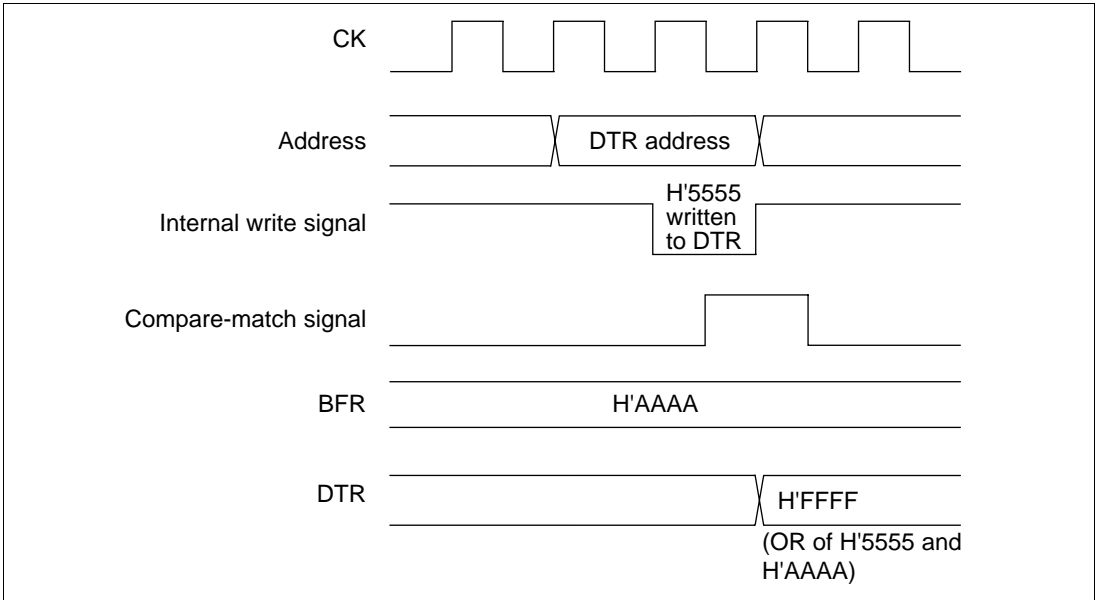 CK
Address
DTR address
Internal write signal
H'5555
written
to DTR
Compare-match signal
BFR
H'AAAA
DTR
H'FFFF
(OR of H'5555 and
H'AAAA)